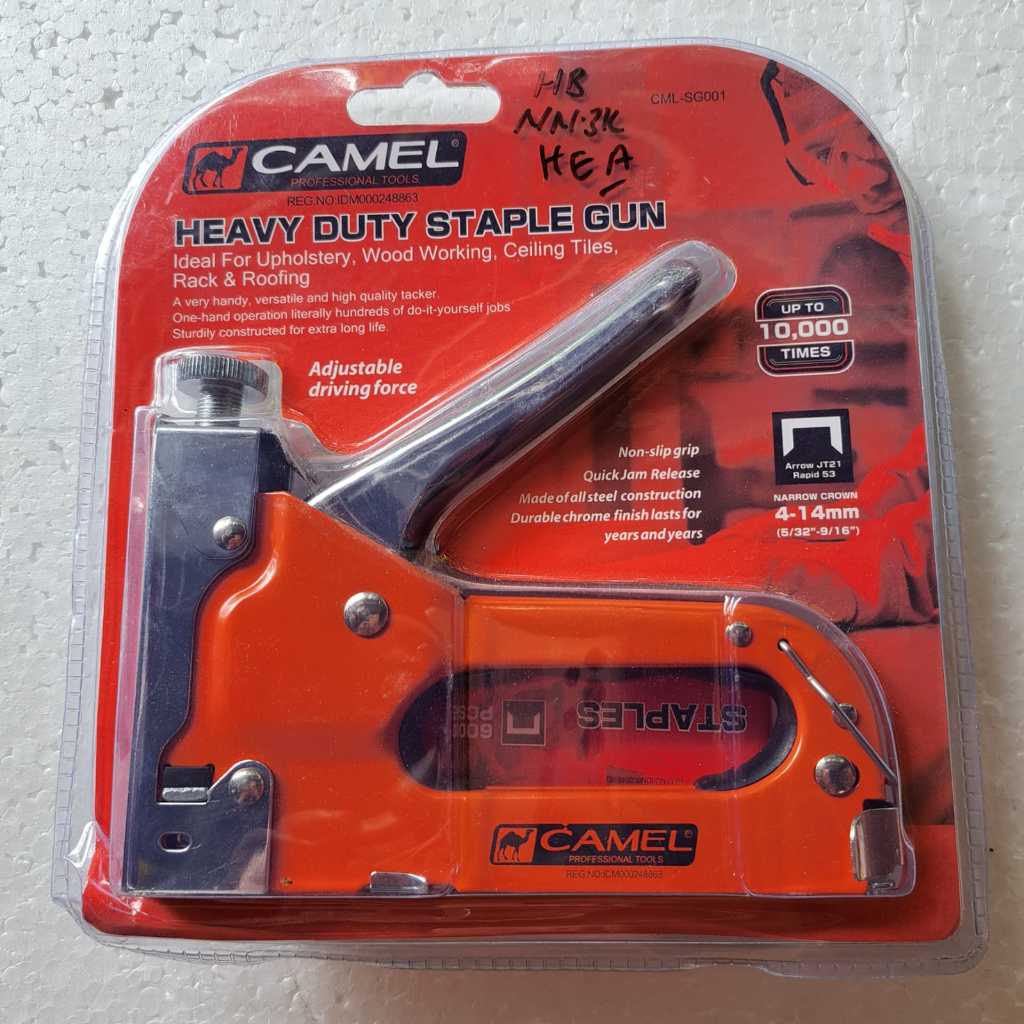 HB
CML-SG001
HEA
CAMEL®
PROFESSIONAL TOOLS
REG.NO:IDM000248863
HEAVY DUTY STAPLE GUN
Ideal For Upholstery, Wood Working, Ceiling Tiles,
Rack & Roofing
A very handy, versatile and high quality tacker.
One-hand operation literally hundreds of do-it-yourself jobs
Sturdily constructed for extra long life.
Adjustable
driving force
UP TO
10,000
TIMES
Non-slip grip
Quick Jam Release
Made of all steel construction
Durable chrome finish lasts for
years and years
Arrow JT21
Rapid 53
NARROW CROWN
4-14mm
(5/32"-9/16")
STAPLES
CAMEL®
PROFESSIONAL TOOLS
REG.NO:IDM000248863